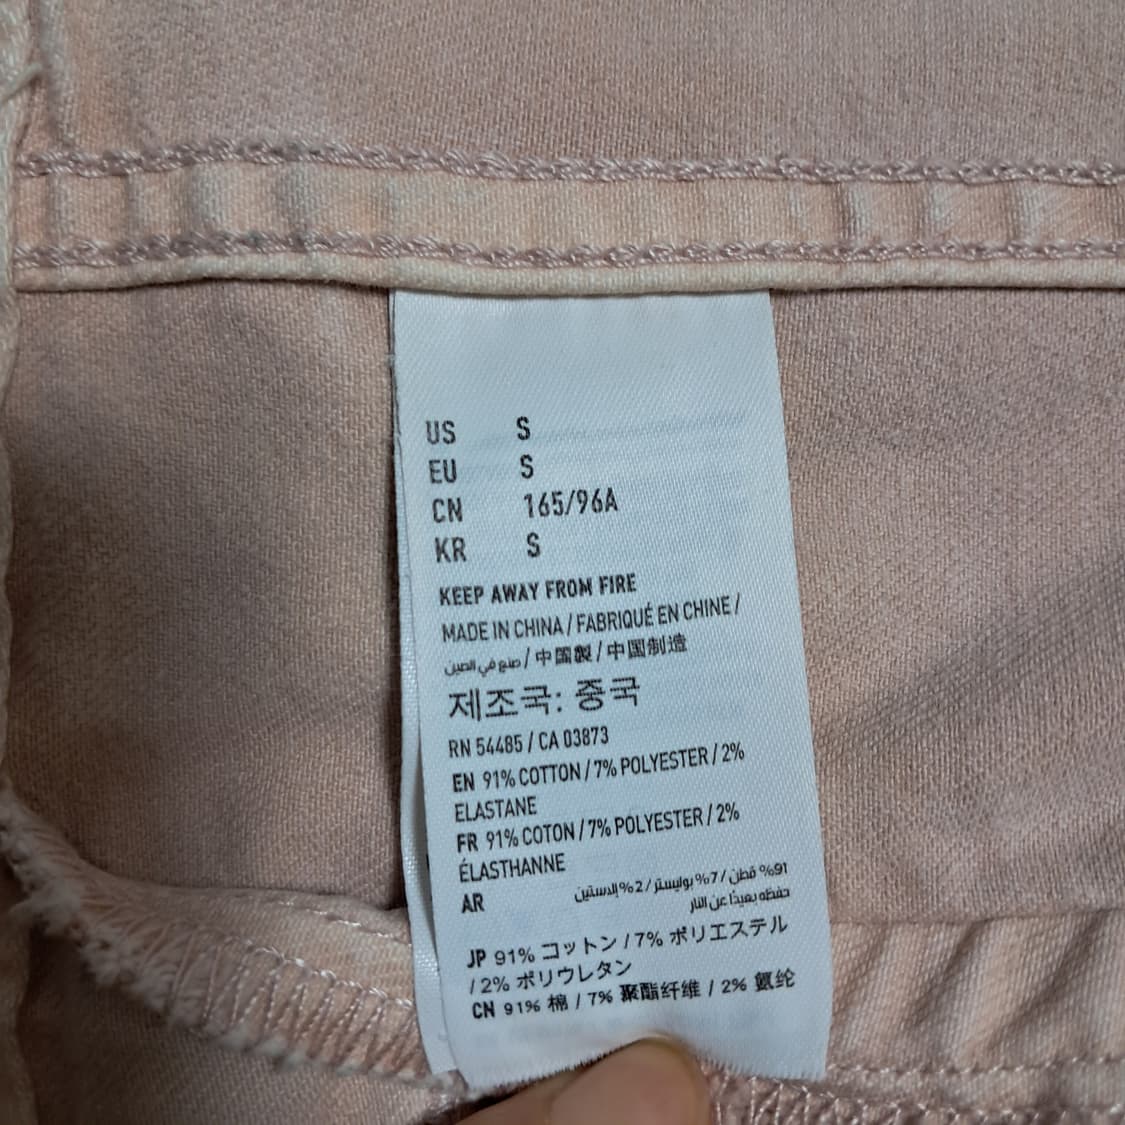 US S
EU S
CN 165/96A
KR S
KEEP AWAY FROM FIRE
MADE IN CHINA / FABRIQUÉ EN CHINE /
صنع في الصين / 中国製 / 中国制造
제조국: 중국
RN 54485 / CA 03873
EN 91% COTTON / 7% POLYESTER / 2%
ELASTANE
FR 91% COTON / 7% POLYESTER / 2%
ÉLASTHANNE
AR 91% قطن / 7% بوليستر / 2% إلاستين
حفظه بعيدًا عن النار
JP 91% コットン / 7% ポリエステル
/ 2% ポリウレタン
CN 91% 棉 / 7% 聚酯纤维 / 2% 氨纶